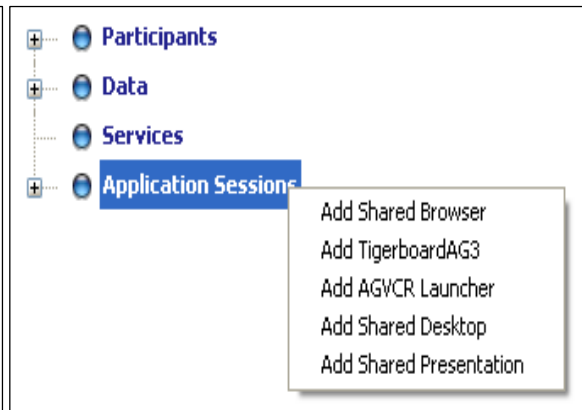 Participants
Data
Services
Application Sessions
Add Shared Browser
Add TigerboardAG3
Add AGVCR Launcher
Add Shared Desktop
Add Shared Presentation